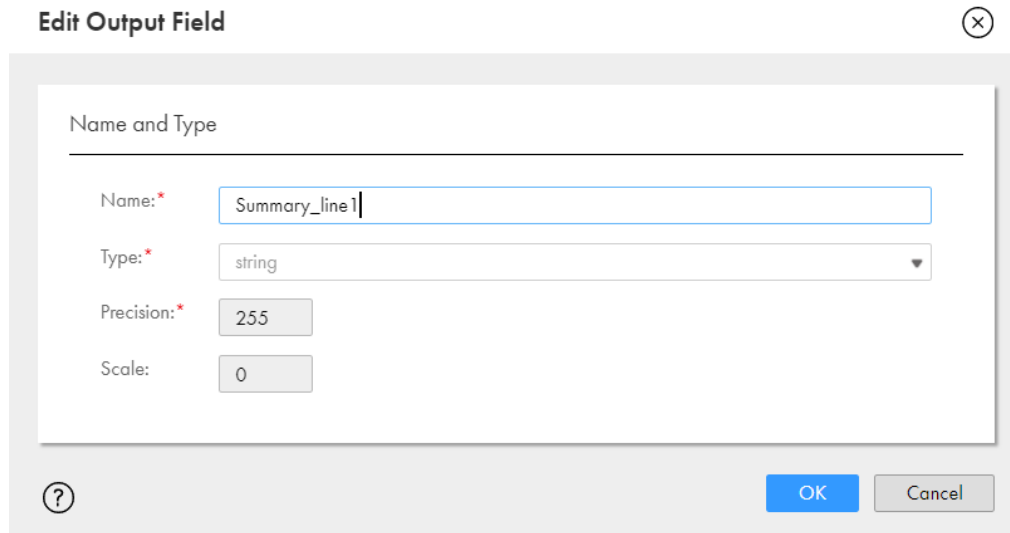 Edit Output Field
Name and Type
Name:* Summary_line1
Type:* string
Precision:* 255
Scale: 0
?
OK Cancel